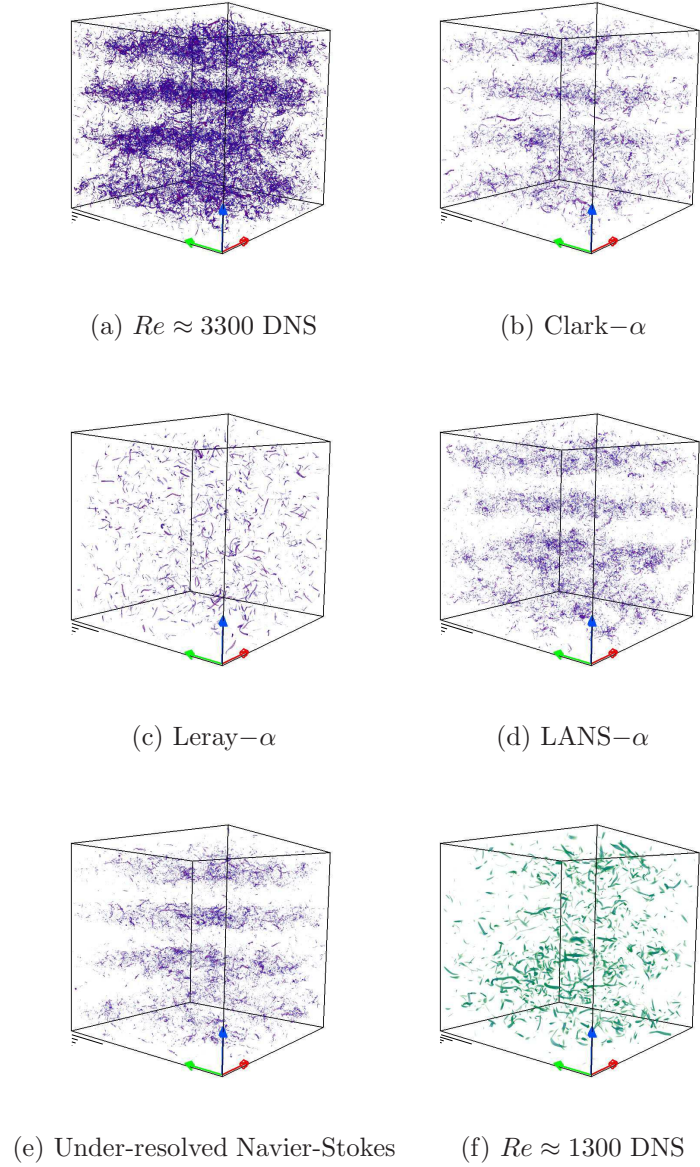 (a) Re ≈ 3300 DNS
(b) Clark−α
(c) Leray−α
(d) LANS−α
(e) Under-resolved Navier-Stokes
(f) Re ≈ 1300 DNS